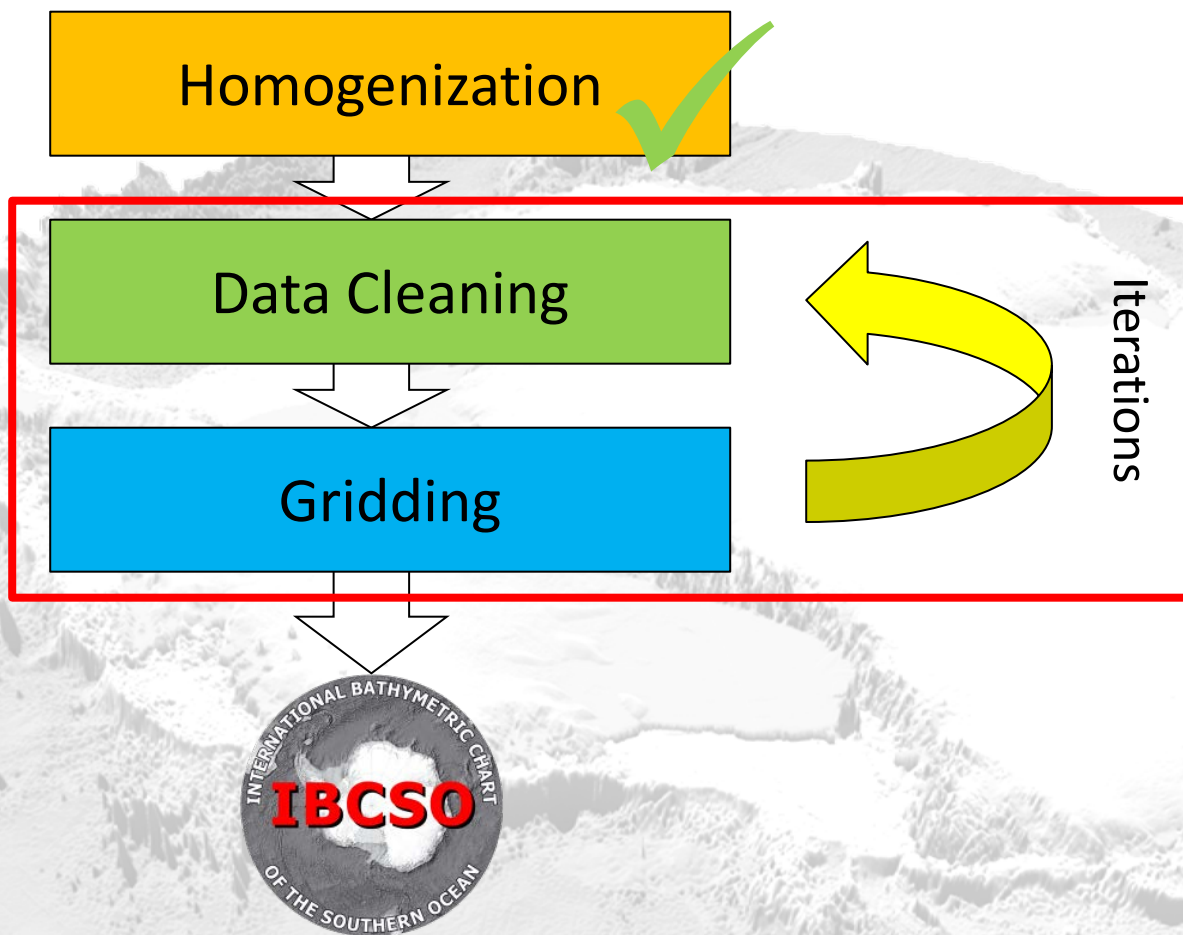 Homogenization
Data Cleaning
Iterations
Gridding
INTERNATIONAL BATHYMETRIC CHART
IBCSO
OF THE SOUTHERN OCEAN